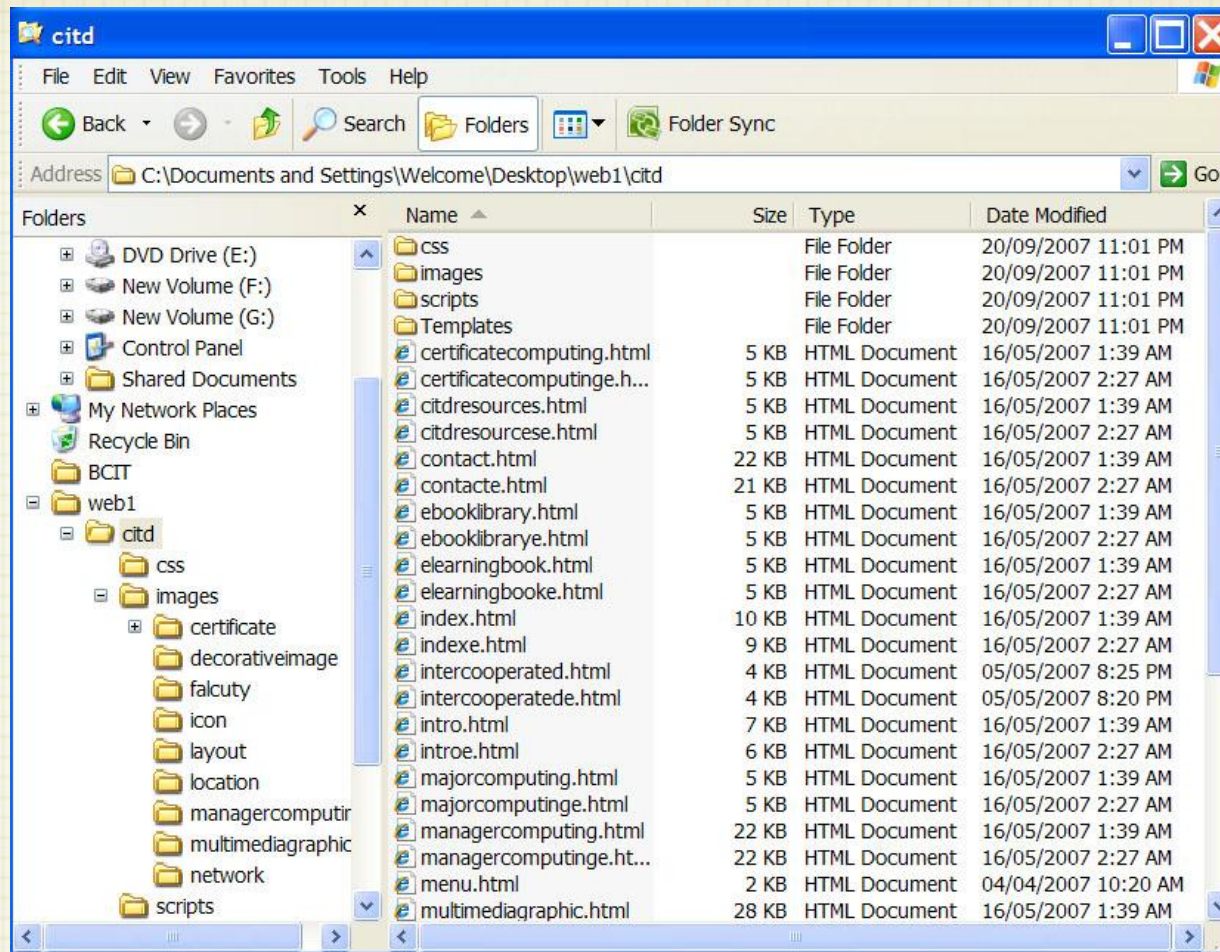 citd
File Edit View Favorites Tools Help
Back Search Folders Folder Sync
Address C:\Documents and Settings\Welcome\Desktop\web1\citd Go
Folders x
DVD Drive (E:)
New Volume (F:)
New Volume (G:)
Control Panel
Shared Documents
My Network Places
Recycle Bin
BCIT
web1
citd
css
images
certificate
decorativeimage
falcuty
icon
layout
location
managercomputir
multimediagraphic
network
scripts
Name Size Type Date Modified
css File Folder 20/09/2007 11:01 PM
images File Folder 20/09/2007 11:01 PM
scripts File Folder 20/09/2007 11:01 PM
Templates File Folder 20/09/2007 11:01 PM
certificatecomputing.html 5 KB HTML Document 16/05/2007 1:39 AM
certificatecomputinge.h... 5 KB HTML Document 16/05/2007 2:27 AM
citdresources.html 5 KB HTML Document 16/05/2007 1:39 AM
citdresourcese.html 5 KB HTML Document 16/05/2007 2:27 AM
contact.html 22 KB HTML Document 16/05/2007 1:39 AM
contacte.html 21 KB HTML Document 16/05/2007 2:27 AM
ebooklibrary.html 5 KB HTML Document 16/05/2007 1:39 AM
ebooklibrarye.html 5 KB HTML Document 16/05/2007 2:27 AM
elearningbook.html 5 KB HTML Document 16/05/2007 1:39 AM
elearningbooke.html 5 KB HTML Document 16/05/2007 2:27 AM
index.html 10 KB HTML Document 16/05/2007 1:39 AM
indexe.html 9 KB HTML Document 16/05/2007 2:27 AM
intercooperated.html 4 KB HTML Document 05/05/2007 8:25 PM
intercooperatede.html 4 KB HTML Document 05/05/2007 8:20 PM
intro.html 7 KB HTML Document 16/05/2007 1:39 AM
introe.html 6 KB HTML Document 16/05/2007 2:27 AM
majorcomputing.html 5 KB HTML Document 16/05/2007 1:39 AM
majorcomputinge.html 5 KB HTML Document 16/05/2007 2:27 AM
managercomputing.html 22 KB HTML Document 16/05/2007 1:39 AM
managercomputinge.ht... 22 KB HTML Document 16/05/2007 2:27 AM
menu.html 2 KB HTML Document 04/04/2007 10:20 AM
multimediagraphic.html 28 KB HTML Document 16/05/2007 1:39 AM